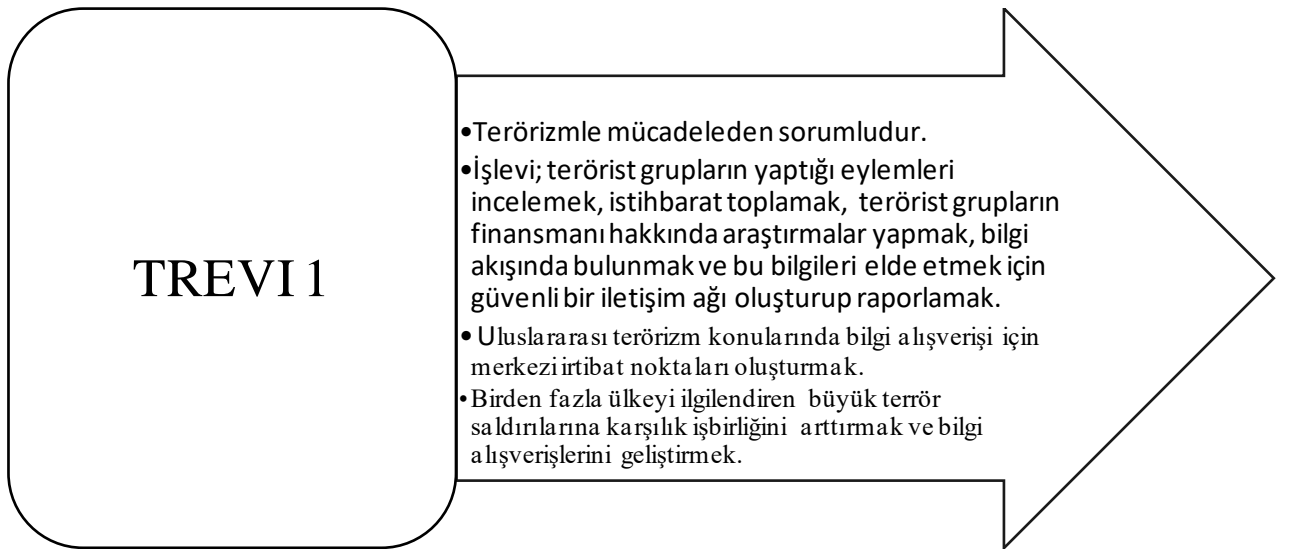 TREVI 1
•Terörizmle mücadeleden sorumludur.
•İşlevi; terörist grupların yaptığı eylemleri
incelemek, istihbarat toplamak, terörist grupların
finansmanı hakkında araştırmalar yapmak, bilgi
akışında bulunmak ve bu bilgileri elde etmek için
güvenli bir iletişim ağı oluşturup raporlamak.
• Uluslararası terörizm konularında bilgi alışverişi için
merkezi irtibat noktaları oluşturmak.
•Birden fazla ülkeyi ilgilendiren büyük terrör
saldırılarına karşılık işbirliğini arttırmak ve bilgi
alışverişlerini geliştirmek.